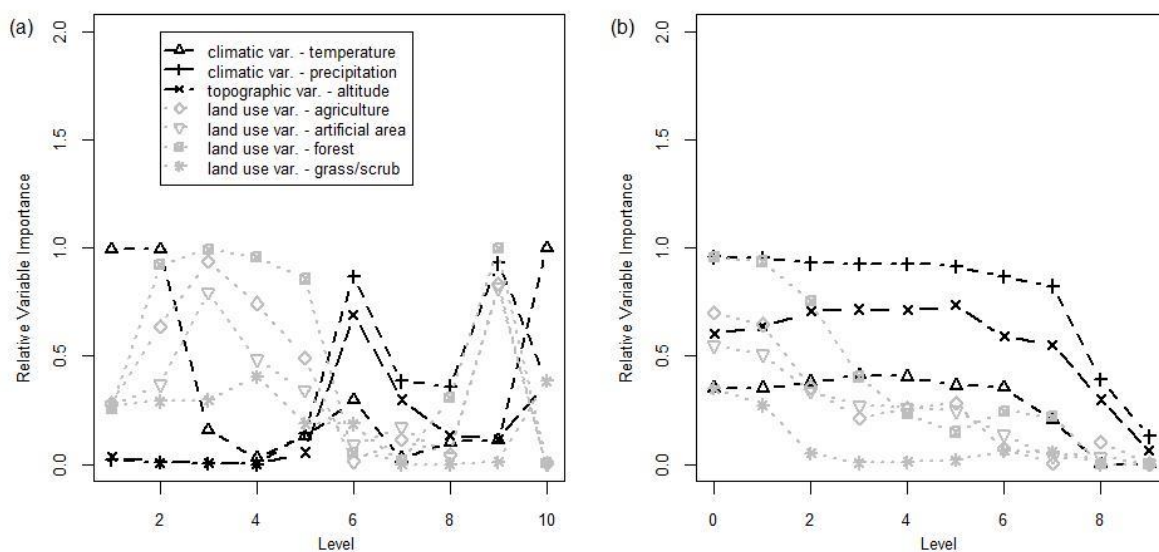 (a)
2.0
1.5
1.0
0.5
0.0
Relative Variable Importance
climatic var. - temperature
climatic var. - precipitation
topographic var. - altitude
land use var. - agriculture
land use var. - artificial area
land use var. - forest
land use var. - grass/scrub
2 4 6 8 10
Level
(b)
2.0
1.5
1.0
0.5
0.0
Relative Variable Importance
0 2 4 6 8
Level